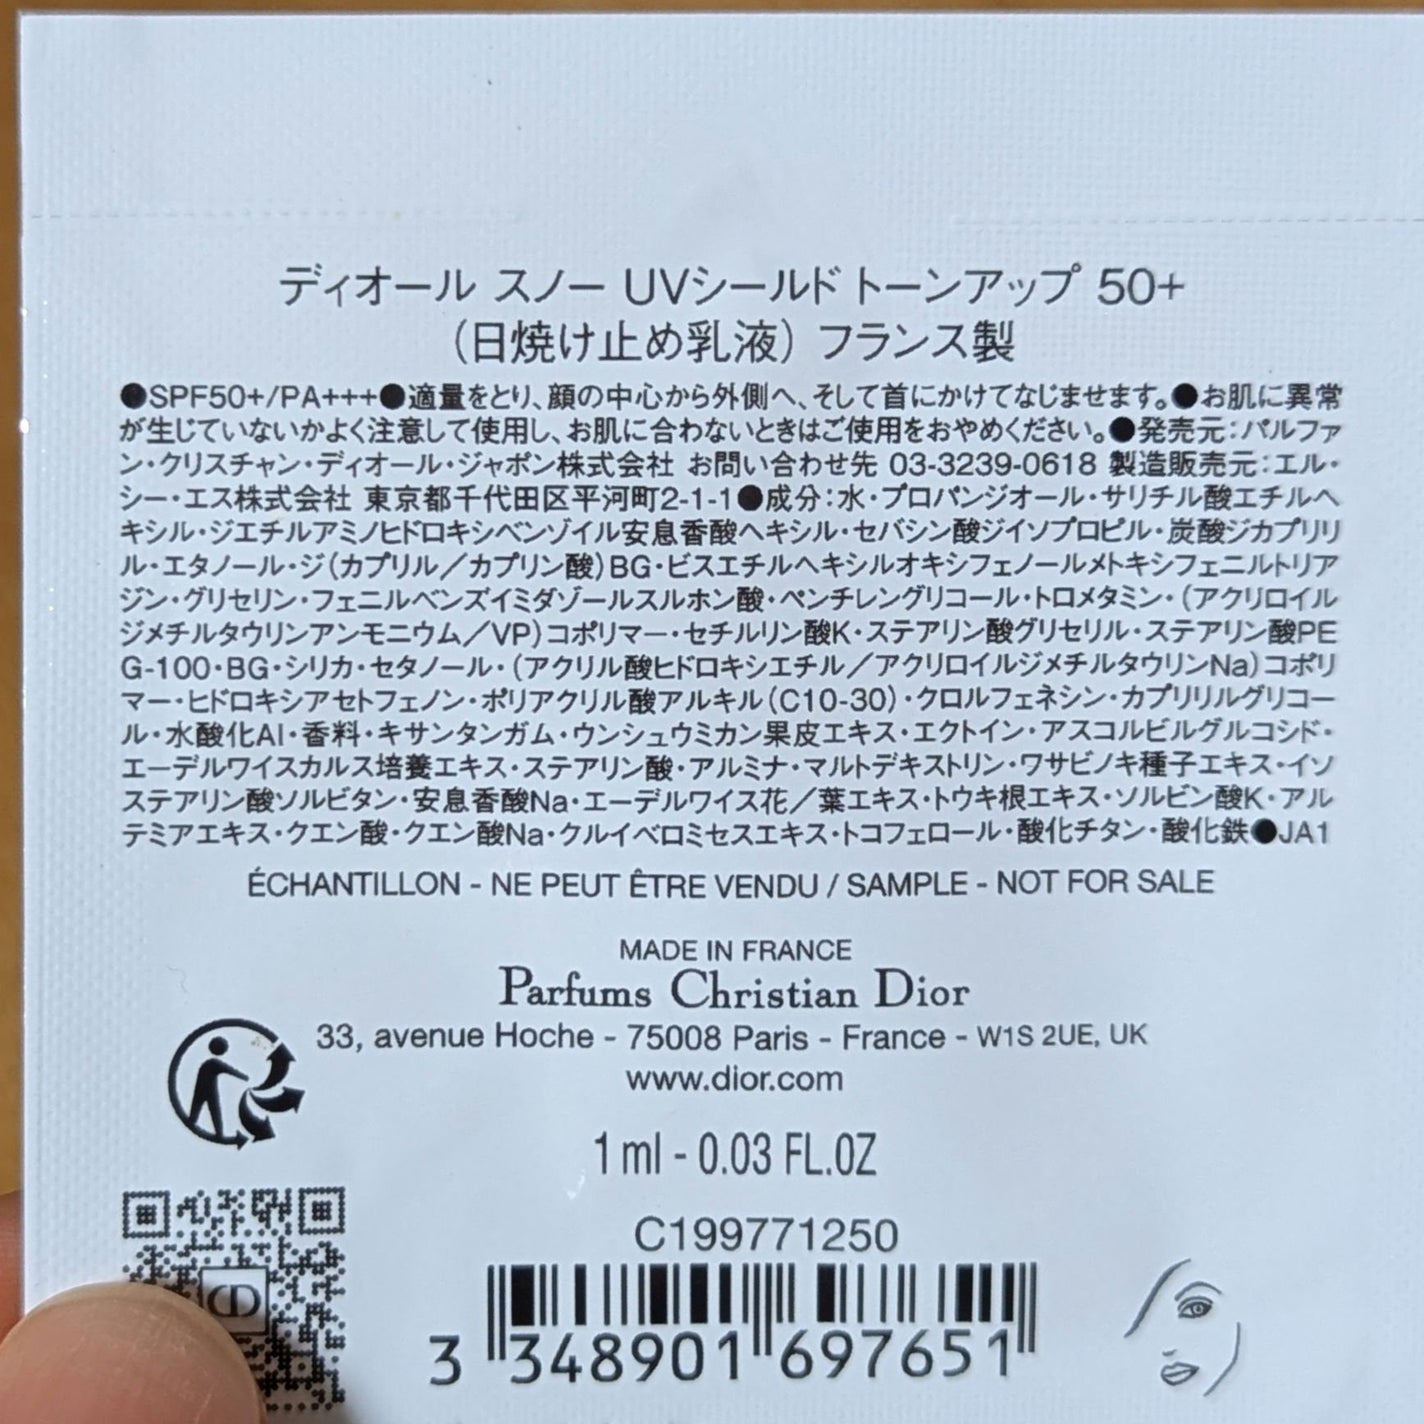 ディオール スノー UVシールド トーンアップ 50+
(日焼け止め乳液) フランス製
●SPF50+/PA+++●適量をとり、顔の中心から外側へ、そして首にかけてなじませます。●お肌に異常
が生じていないかよく注意して使用し、お肌に合わないときはご使用をおやめください。●発売元:パルファ
ン・クリスチャン・ディオール・ジャポン株式会社 お問い合わせ先 03-3239-0618 製造販売元:エル・
シー・エス株式会社 東京都千代田区平河町2-1-1●成分:水・プロパンジオール・サリチル酸エチルヘ
キシル・ジエチルアミノヒドロキシベンゾイル安息香酸ヘキシル・セバシン酸ジイソプロピル・炭酸ジカプリリ
ル・エタノール・ジ(カプリル/カプリン酸)BG・ビスエチルヘキシルオキシフェノールメトキシフェニルトリア
ジン・グリセリン・フェニルベンズイミダゾールスルホン酸・ペンチレングリコール・トロメタミン・(アクリロイル
ジメチルタウリンアンモニウム/VP)コポリマー・セチルリン酸K・ステアリン酸グリセリル・ステアリン酸PE
G-100・BG・シリカ・セタノール・(アクリル酸ヒドロキシエチル/アクリロイルジメチルタウリンNa)コポリ
マー・ヒドロキシアセトフェノン・ポリアクリル酸アルキル(C10-30)・クロルフェネシン・カプリリルグリコー
ル・水酸化Al・香料・キサンタンガム・ウンシュウミカン果皮エキス・エクトイン・アスコルビルグルコシド・
エーデルワイスカルス培養エキス・ステアリン酸・アルミナ・マルトデキストリン・ワサビノキ種子エキス・イソ
ステアリン酸ソルビタン・安息香酸Na・エーデルワイス花/葉エキス・トウキ根エキス・ソルビン酸K・アル
テミアエキス・クエン酸・クエン酸Na・クルイベロミセスエキス・トコフェロール・酸化チタン・酸化鉄●JA1
ÉCHANTILLON - NE PEUT ÊTRE VENDU / SAMPLE - NOT FOR SALE
MADE IN FRANCE
Parfums Christian Dior
33, avenue Hoche - 75008 Paris - France - W1S 2UE, UK
www.dior.com
1 ml - 0.03 FL.OZ
C199771250
CD
3 348901 697651